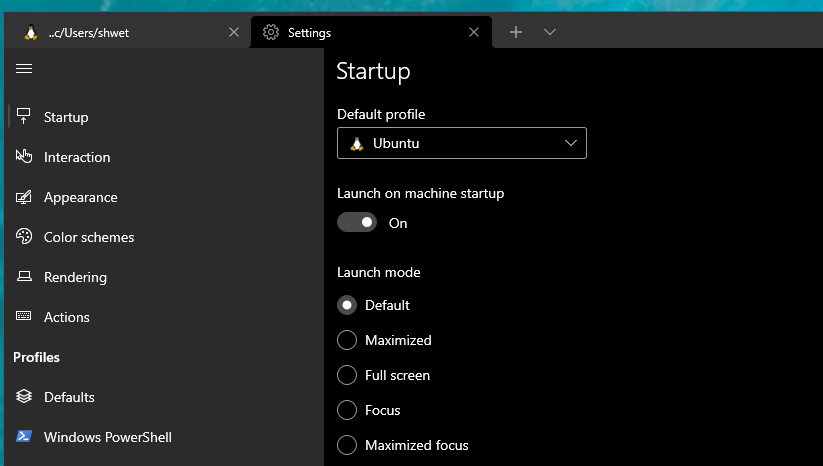 ..c/Users/shwet
Settings
Startup
Interaction
Appearance
Color schemes
Rendering
Actions
Profiles
Defaults
Windows PowerShell
Startup
Default profile
Ubuntu
Launch on machine startup
On
Launch mode
Default
Maximized
Full screen
Focus
Maximized focus